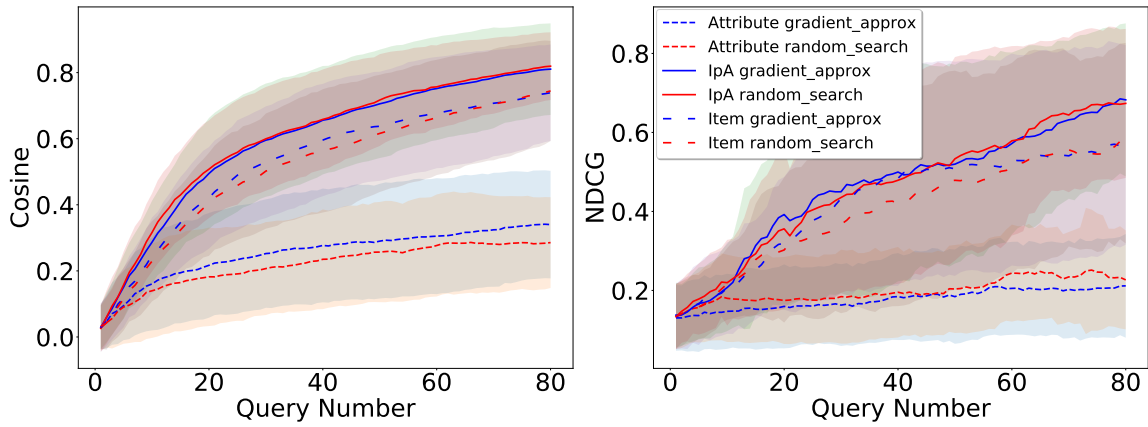 Cosine
0.8
0.6
0.4
0.2
0.0
0
20
40
60
80
Query Number
NDCG
0.8
0.6
0.4
0.2
0
20
40
60
80
Query Number
Attribute gradient_approx
Attribute random_search
IpA gradient_approx
IpA random_search
Item gradient_approx
Item random_search